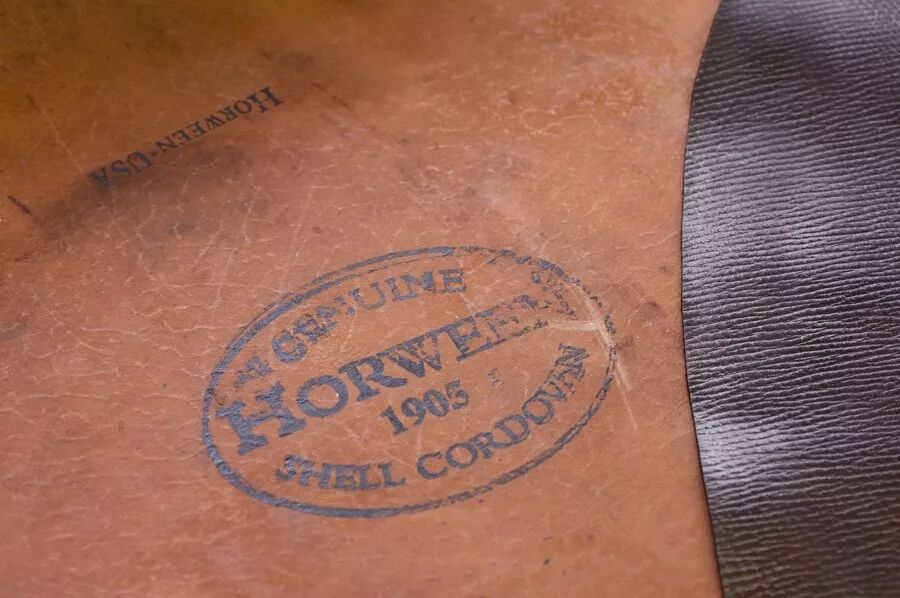 HORWEEN-USA
GENUINE
HORWEEN
1905
SHELL CORDOVAN